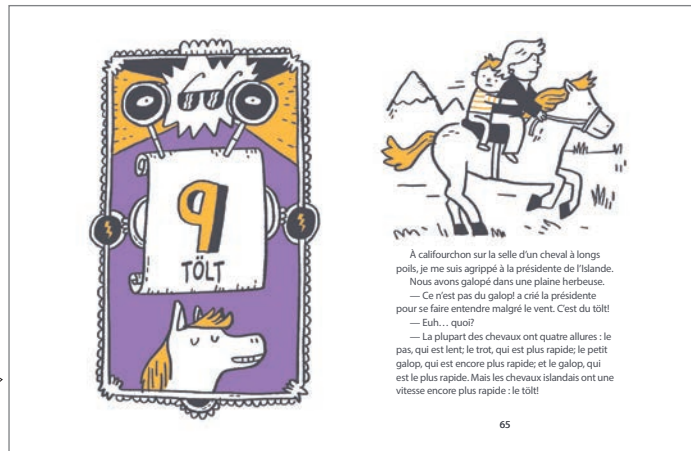 9
TÖLT
À califourchon sur la selle d'un cheval à longs
poils, je me suis agrippé à la présidente de l'Islande.
Nous avons galopé dans une plaine herbeuse.
— Ce n'est pas du galop! a crié la présidente
pour se faire entendre malgré le vent. C'est du tölt!
— Euh… quoi?
— La plupart des chevaux ont quatre allures : le
pas, qui est lent; le trot, qui est plus rapide; le petit
galop, qui est encore plus rapide; et le galop, qui
est le plus rapide. Mais les chevaux islandais ont une
vitesse encore plus rapide : le tölt!
65